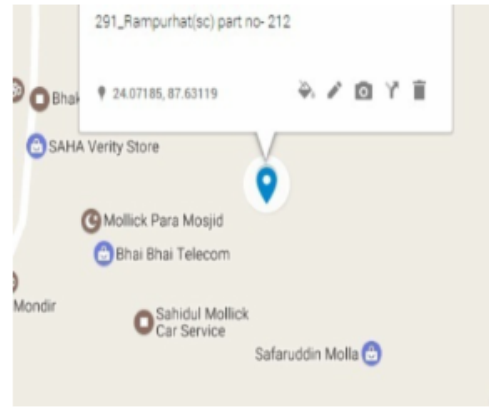 291_Rampurhat(sc) part no- 212
24.07185, 87.63119
Bhak
SAHA Verity Store
Mollick Para Mosjid
Bhai Bhai Telecom
Mondir
Sahidul Mollick
Car Service
Safaruddin Molla